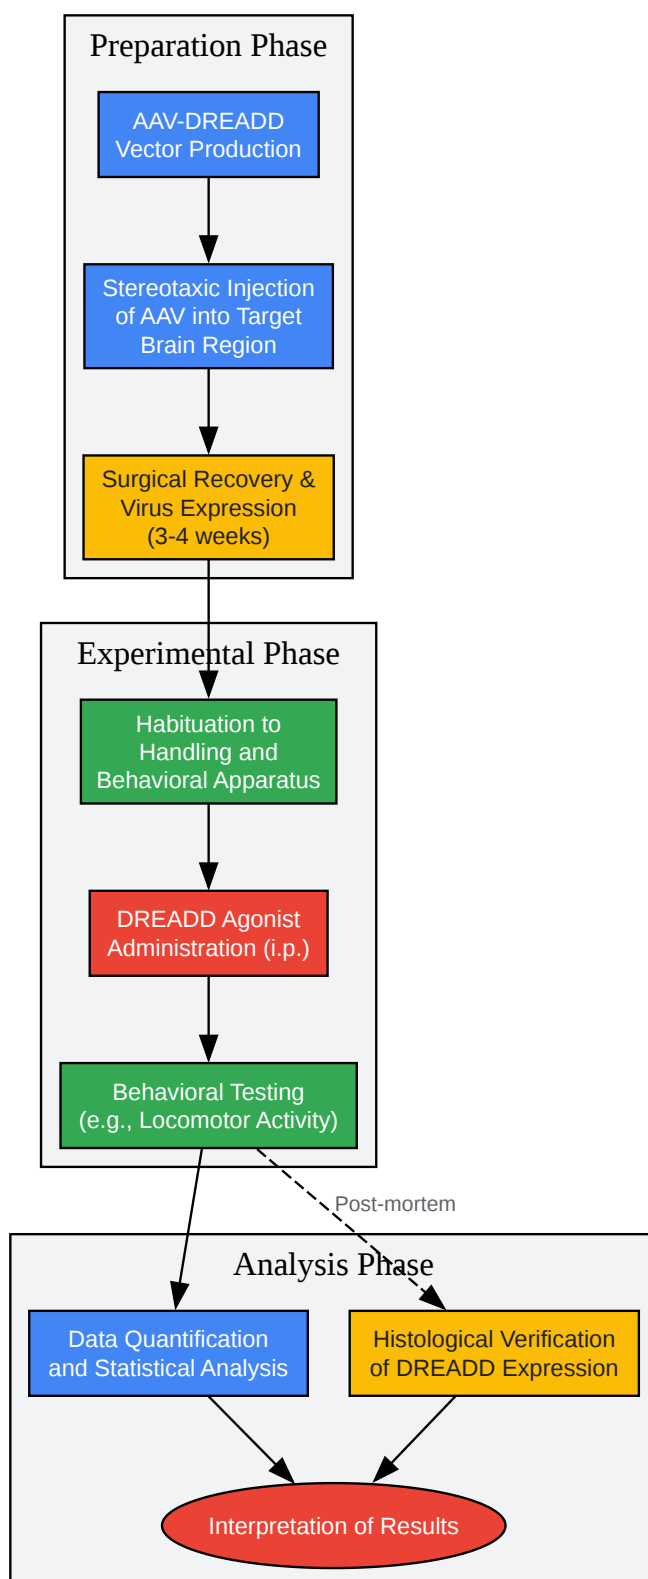 Preparation Phase
AAV-DREADD
Vector Production
Stereotaxic Injection
of AAV into Target
Brain Region
Surgical Recovery &
Virus Expression
(3-4 weeks)
Experimental Phase
Habituation to
Handling and
Behavioral Apparatus
DREADD Agonist
Administration (i.p.)
Behavioral Testing
(e.g., Locomotor Activity)
Post-mortem
Analysis Phase
Data Quantification
and Statistical Analysis
Histological Verification
of DREADD Expression
Interpretation of Results